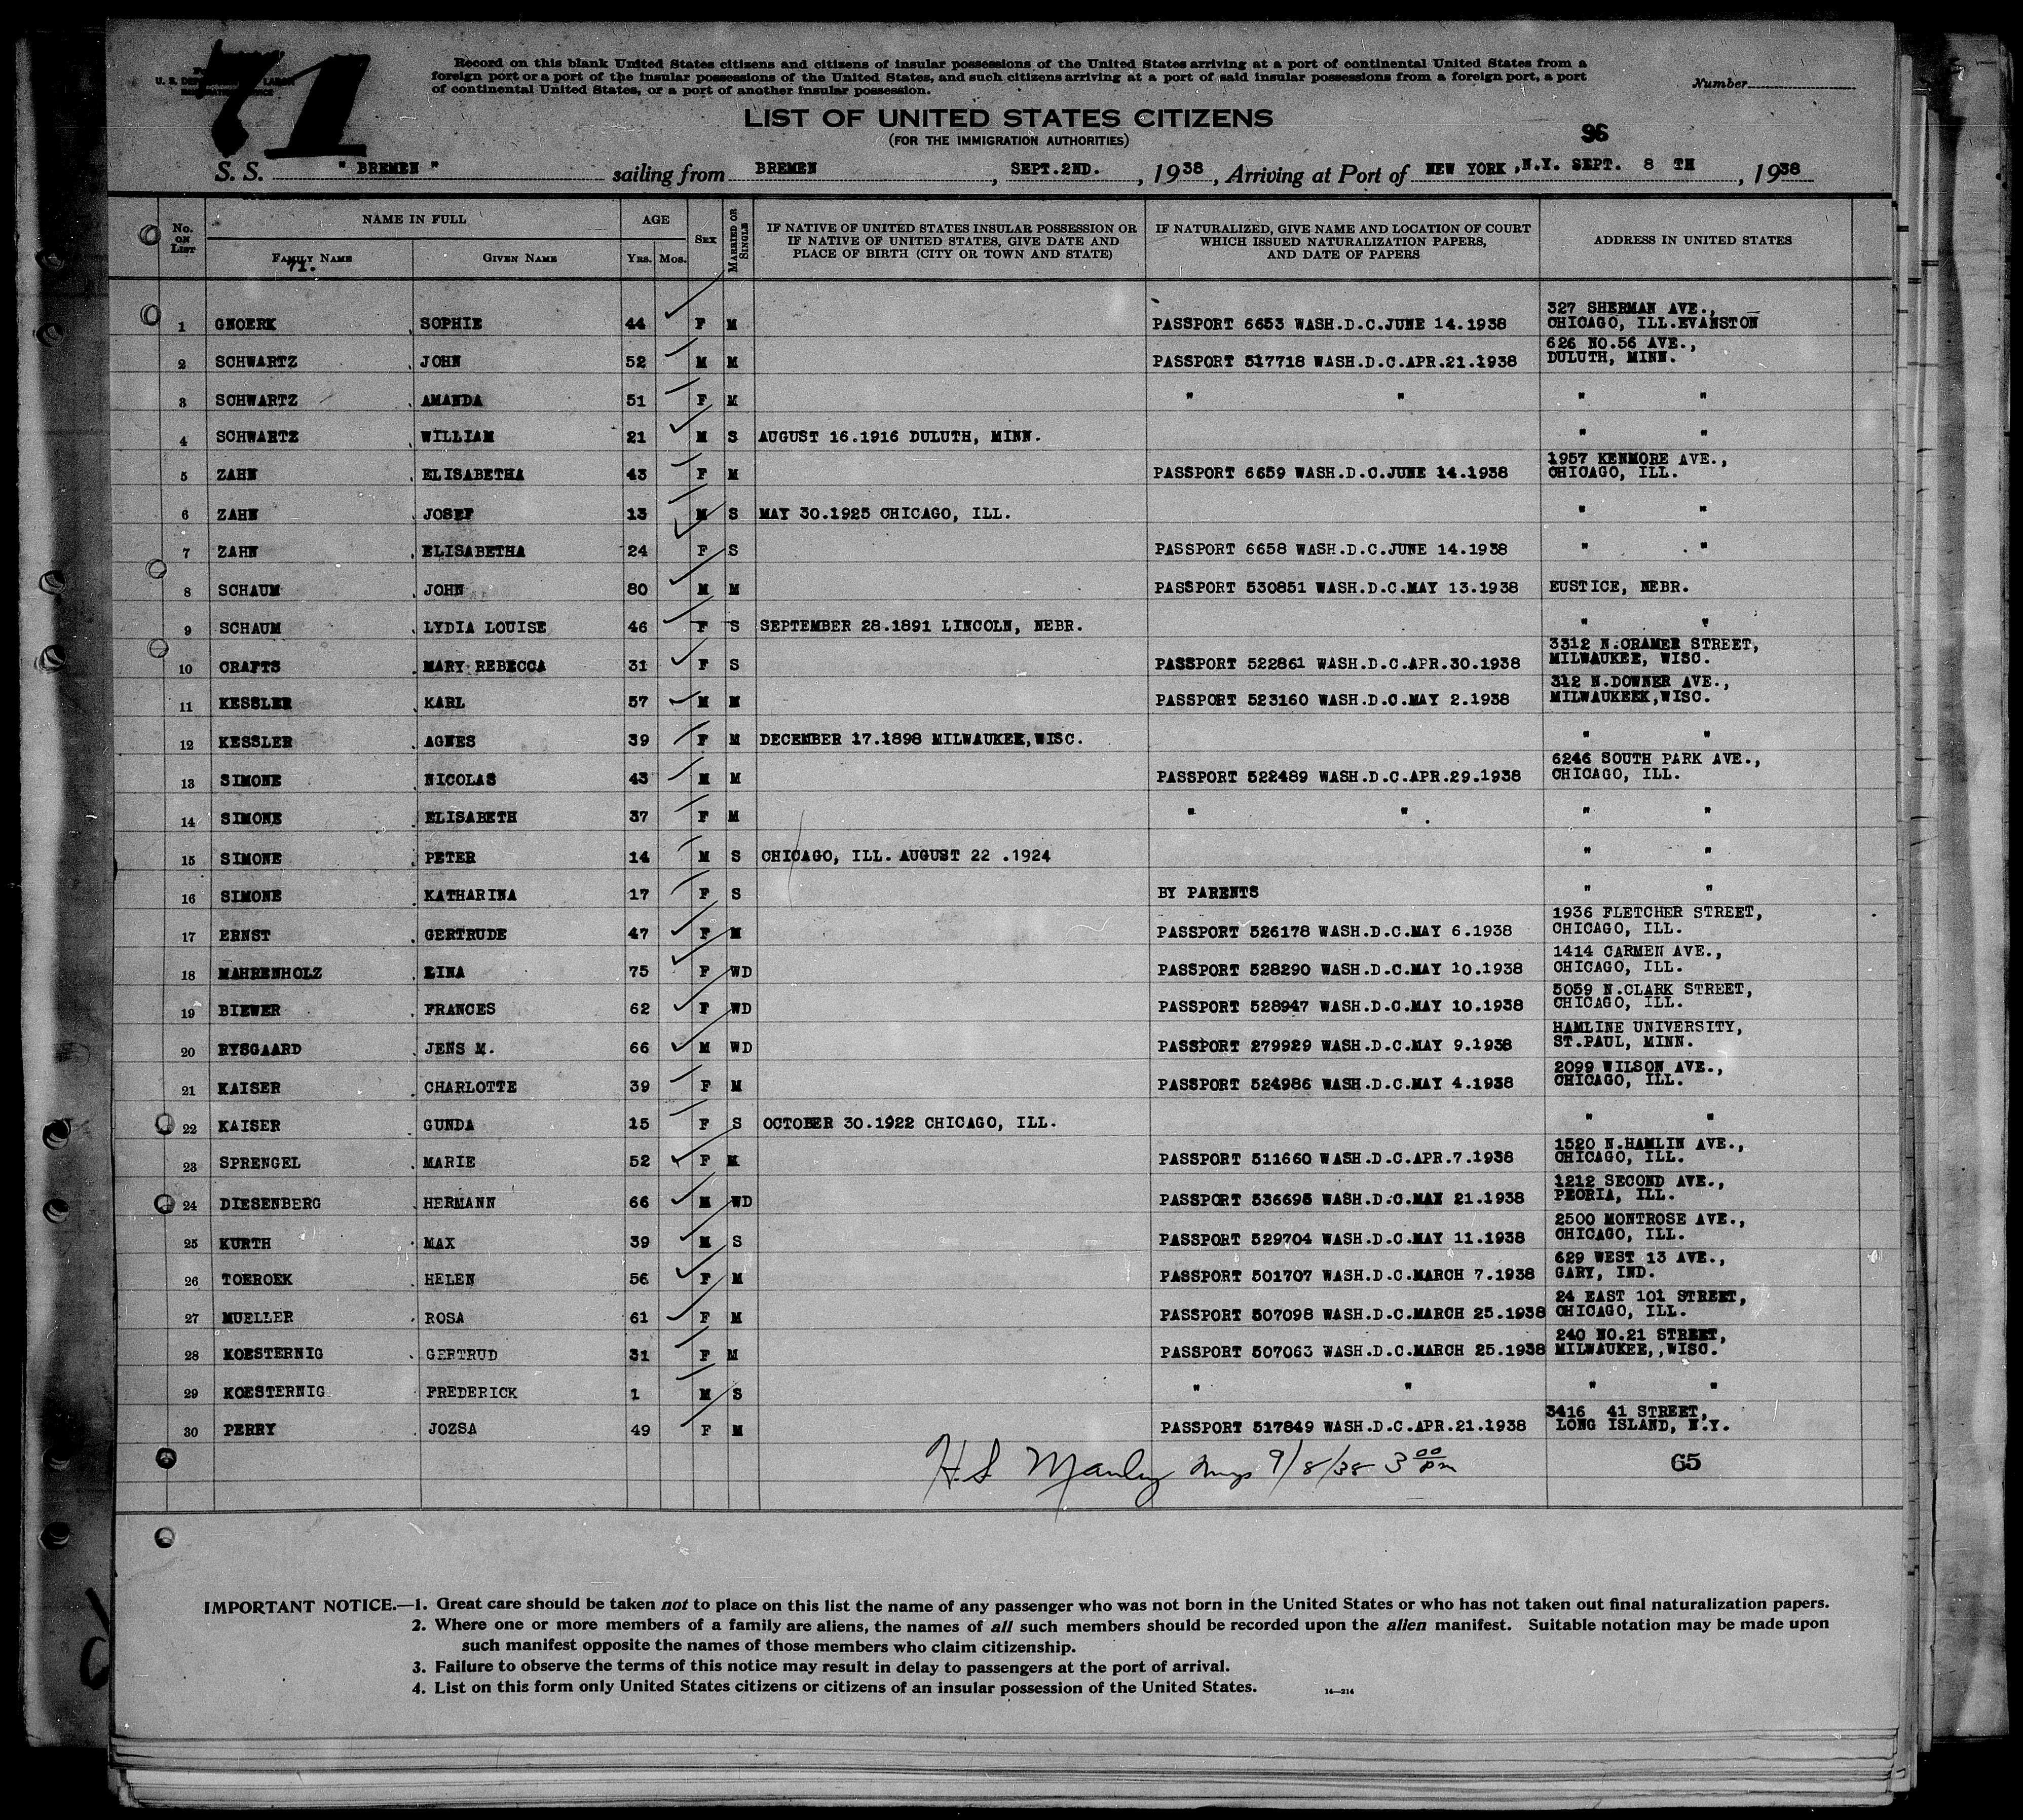 71
Record on this blank United States citizens and citizens of insular possessions of the United States arriving at a port of continental United States from a
foreign port or a port of the insular possessions of the United States, and such citizens arriving at a port of said insular possessions from a foreign port, a port
of continental United States, or a port of another insular possession.
Number
LIST OF UNITED STATES CITIZENS
(FOR THE IMMIGRATION AUTHORITIES)
96
S. S. " BREMEN " sailing from BREMEN, SEPT.2ND., 1938, Arriving at Port of NEW YORK ,N.Y. SEPT. 8 TH, 1938
No. ON LIST NAME IN FULL AGE SEX MARRIED OR SINGLE IF NATIVE OF UNITED STATES INSULAR POSSESSION OR IF NATIVE OF UNITED STATES, GIVE DATE AND PLACE OF BIRTH (CITY OR TOWN AND STATE) IF NATURALIZED, GIVE NAME AND LOCATION OF COURT WHICH ISSUED NATURALIZATION PAPERS, AND DATE OF PAPERS ADDRESS IN UNITED STATES
FAMILY NAME GIVEN NAME YRS. MOS.
71.
1 GNOERK SOPHIE 44 F M PASSPORT 6653 WASH.D.C.JUNE 14.1938 327 SHERMAN AVE., CHICAGO, ILL.EVANSTON
2 SCHWARTZ JOHN 52 M M PASSPORT 517718 WASH.D.C.APR.21.1938 626 NO.56 AVE., DULUTH, MINN.
3 SCHWARTZ AMANDA 51 F M " " " "
4 SCHWARTZ WILLIAM 21 M S AUGUST 16.1916 DULUTH, MINN. " "
5 ZAHN ELISABETHA 43 F M PASSPORT 6659 WASH.D.C.JUNE 14.1938 1957 KENMORE AVE., CHICAGO, ILL.
6 ZAHN JOSEF 13 M S MAY 30.1925 CHICAGO, ILL. " "
7 ZAHN ELISABETHA 24 F S PASSPORT 6658 WASH.D.C.JUNE 14.1938 " "
8 SCHAUM JOHN 80 M M PASSPORT 530851 WASH.D.C.MAY 13.1938 EUSTICE, NEBR.
9 SCHAUM LYDIA LOUISE 46 F S SEPTEMBER 28.1891 LINCOLN, NEBR. " "
10 CRAFTS MARY REBECCA 31 F S PASSPORT 522861 WASH.D.C.APR.30.1938 3312 N.CRAMER STREET, MILWAUKEE, WISC.
11 KESSLER KARL 57 M M PASSPORT 523160 WASH.D.C.MAY 2.1938 312 N.DOWNER AVE., MILWAUKEEK,WISC.
12 KESSLER AGNES 39 F M DECEMBER 17.1898 MILWAUKEE,WISC. " "
13 SIMONE NICOLAS 43 M M PASSPORT 522489 WASH.D.C.APR.29.1938 6246 SOUTH PARK AVE., CHICAGO, ILL.
14 SIMONE ELISABETH 37 F M " " " "
15 SIMONE PETER 14 M S CHICAGO, ILL. AUGUST 22 .1924 " "
16 SIMONE KATHARINA 17 F S BY PARENTS " "
17 ERNST GERTRUDE 47 F M PASSPORT 526178 WASH.D.C.MAY 6.1938 1936 FLETCHER STREET, CHICAGO, ILL.
18 MAHRENHOLZ LINA 75 F WD PASSPORT 528290 WASH.D.C.MAY 10.1938 1414 CARMEN AVE., CHICAGO, ILL.
19 BIEWER FRANCES 62 F WD PASSPORT 528947 WASH.D.C.MAY 10.1938 5059 N.CLARK STREET, CHICAGO, ILL.
20 RYSGAARD JENS M. 66 M WD PASSPORT 279929 WASH.D.C.MAY 9.1938 HAMLINE UNIVERSITY, ST.PAUL, MINN.
21 KAISER CHARLOTTE 39 F M PASSPORT 524986 WASH.D.C.MAY 4.1938 2099 WILSON AVE., CHICAGO, ILL.
22 KAISER GUNDA 15 F S OCTOBER 30.1922 CHICAGO, ILL. " "
23 SPRENGEL MARIE 52 F M PASSPORT 511660 WASH.D.C.APR.7.1938 1520 N.HAMLIN AVE., CHICAGO, ILL.
24 DIESENBERG HERMANN 66 M WD PASSPORT 536695 WASH.D.C.MAY 21.1938 1212 SECOND AVE., PEORIA, ILL.
25 KURTH MAX 39 M S PASSPORT 529704 WASH.D.C.MAY 11.1938 2500 MONTROSE AVE., CHICAGO, ILL.
26 TOEROEK HELEN 56 F M PASSPORT 501707 WASH.D.C.MARCH 7.1938 629 WEST 13 AVE., GARY, IND.
27 MUELLER ROSA 61 F M PASSPORT 507098 WASH.D.C.MARCH 25.1938 24 EAST 101 STREET, CHICAGO, ILL.
28 KOESTERNIG GERTRUD 31 F M PASSPORT 507063 WASH.D.C.MARCH 25.1938 240 NO.21 STREET, MILWAUKEE,,WISC.
29 KOESTERNIG FREDERICK 1 M S " " " "
30 PERRY JOZSA 49 F M PASSPORT 517849 WASH.D.C.APR.21.1938 3416 41 STREET, LONG ISLAND, N.Y.
H.S. Manley 9/8/38 3 00 pm
65
IMPORTANT NOTICE.—1. Great care should be taken not to place on this list the name of any passenger who was not born in the United States or who has not taken out final naturalization papers.
2. Where one or more members of a family are aliens, the names of all such members should be recorded upon the alien manifest. Suitable notation may be made upon
such manifest opposite the names of those members who claim citizenship.
3. Failure to observe the terms of this notice may result in delay to passengers at the port of arrival.
4. List on this form only United States citizens or citizens of an insular possession of the United States.
14—214